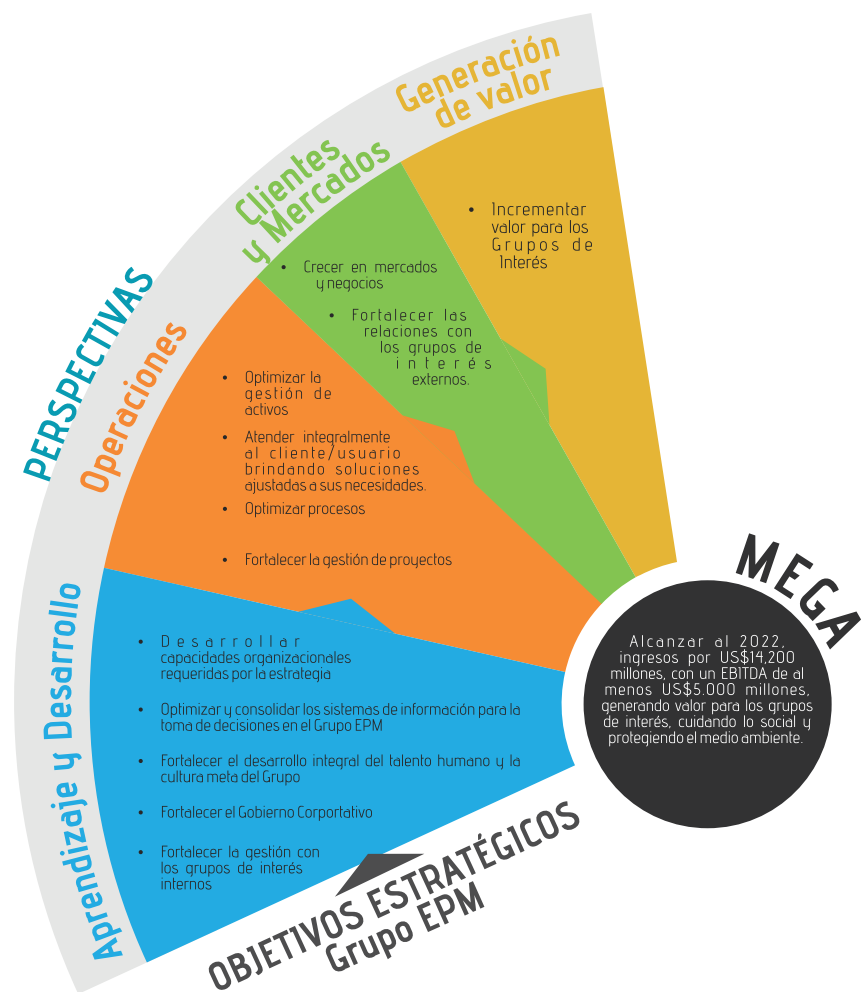 Generación
de valor
Clientes
y Mercados
PERSPECTIVAS
Operaciones
Aprendizaje y Desarrollo
• Incrementar
valor para los
Grupos de
Interés
• Crecer en mercados
y negocios
• Fortalecer las
relaciones con
los grupos de
interés
externos.
• Optimizar la
gestión de
activos
• Atender integralmente
al cliente/usuario
brindando soluciones
ajustadas a sus necesidades.
• Optimizar procesos
• Fortalecer la gestión de proyectos
• Desarrollar
capacidades organizacionales
requeridas por la estrategia
• Optimizar y consolidar los sistemas de información para la
toma de decisiones en el Grupo EPM
• Fortalecer el desarrollo integral del talento humano y la
cultura meta del Grupo
• Fortalecer el Gobierno Corportativo
• Fortalecer la gestión con
los grupos de interés
internos
MEGA
Alcanzar al 2022,
ingresos por US$14,200
millones, con un EBITDA de al
menos US$5.000 millones,
generando valor para los grupos
de interés, cuidando lo social y
protegiendo el medio ambiente.
OBJETIVOS ESTRATÉGICOS
Grupo EPM